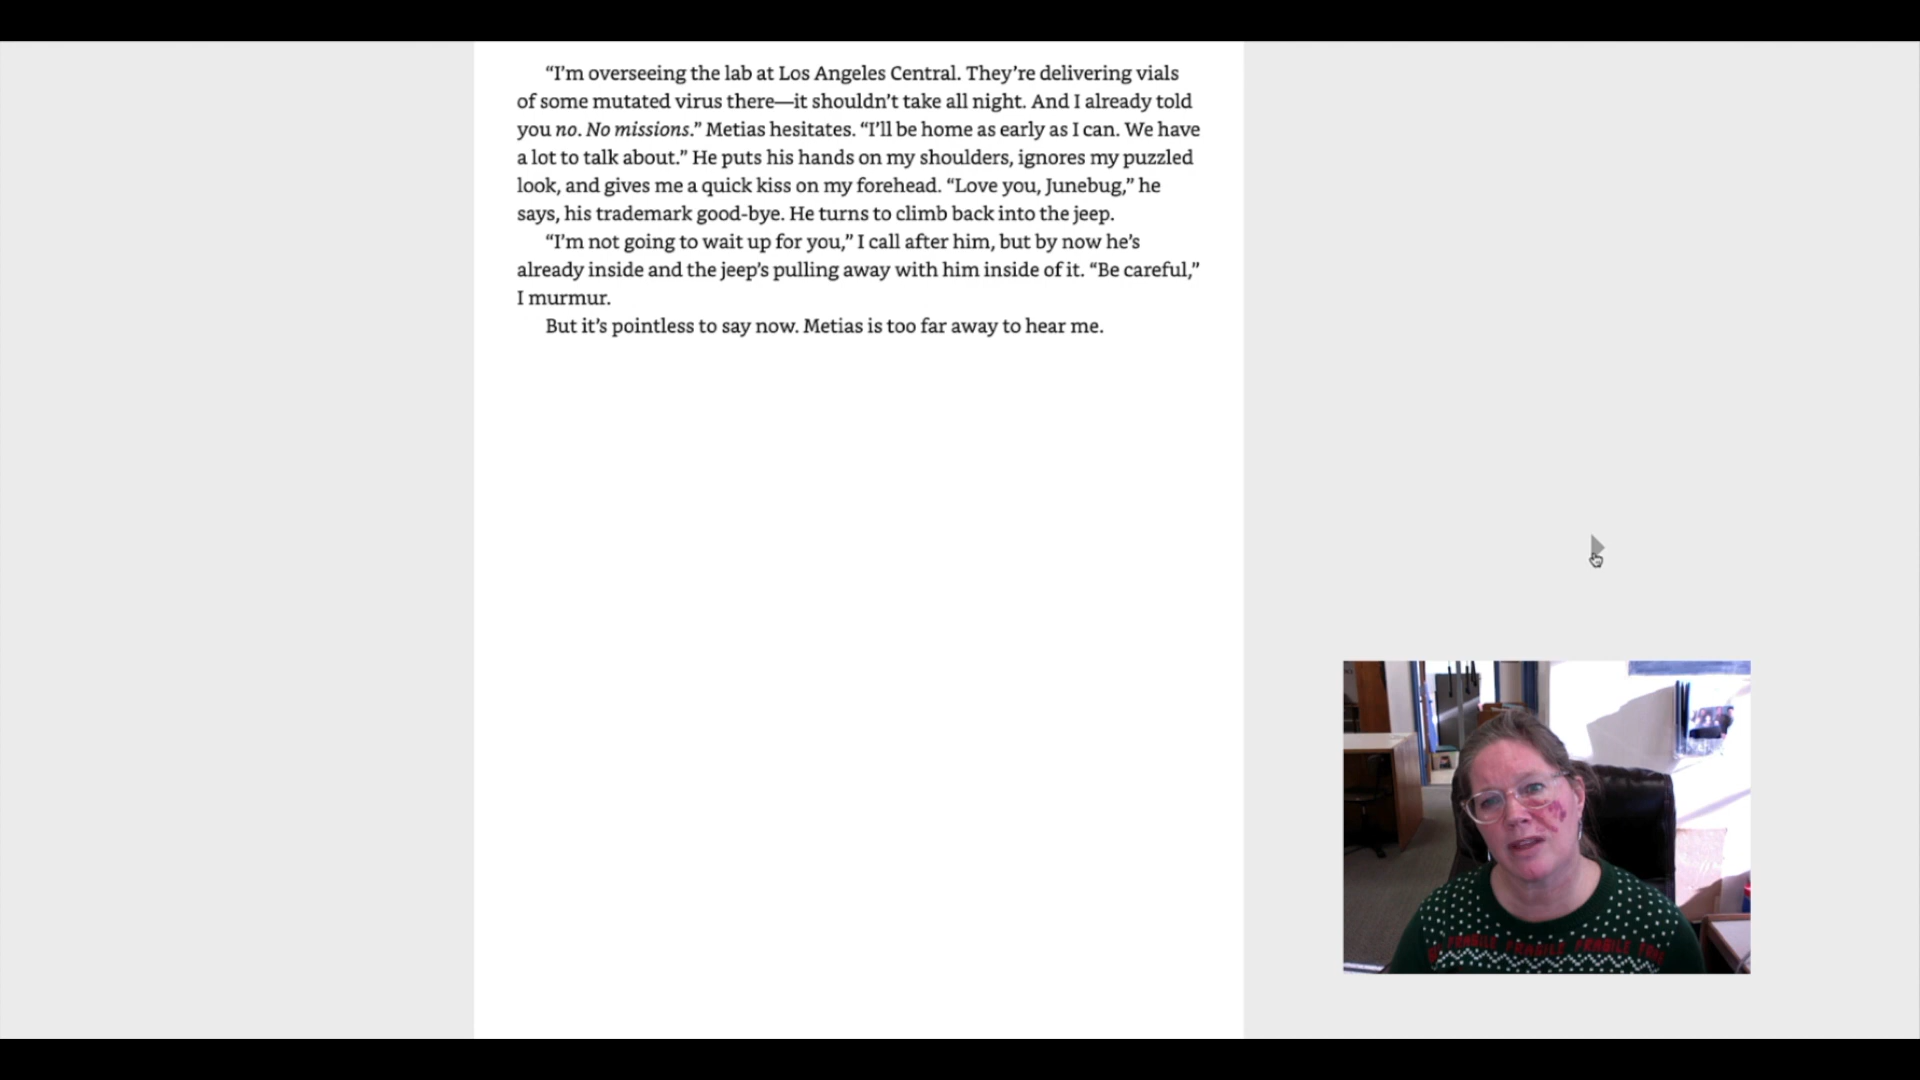 “I’m overseeing the lab at Los Angeles Central. They’re delivering vials
of some mutated virus there—it shouldn’t take all night. And I already told
you no. No missions.” Metias hesitates. “I’ll be home as early as I can. We have
a lot to talk about.” He puts his hands on my shoulders, ignores my puzzled
look, and gives me a quick kiss on my forehead. “Love you, Junebug,” he
says, his trademark good-bye. He turns to climb back into the jeep.
“I’m not going to wait up for you,” I call after him, but by now he’s
already inside and the jeep’s pulling away with him inside of it. “Be careful,”
I murmur.
But it’s pointless to say now. Metias is too far away to hear me.
FRAGILE FRAGILE FRAGILE